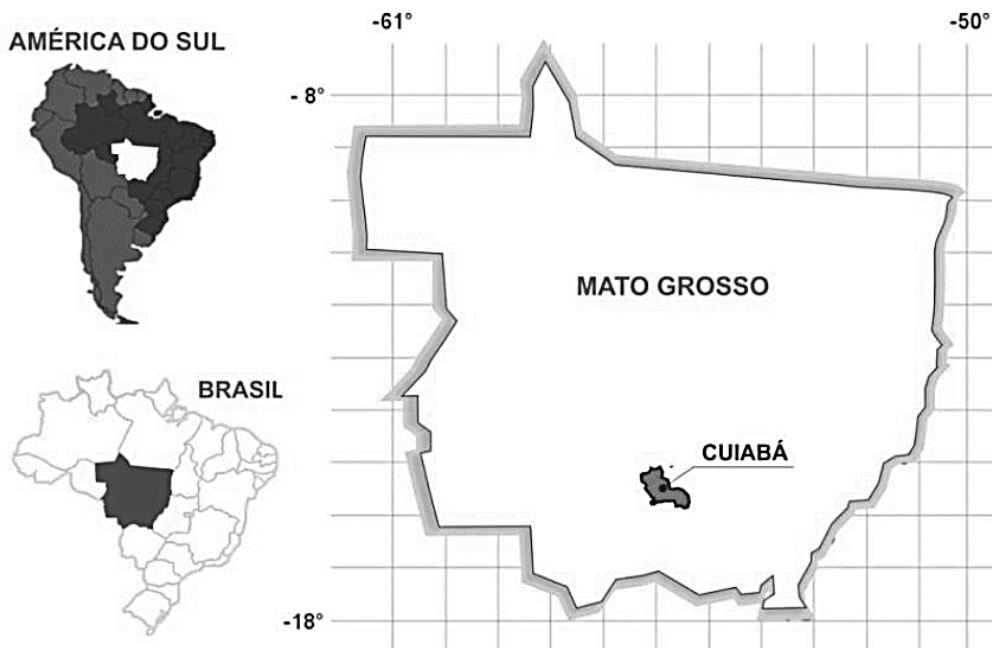 AMÉRICA DO SUL
-61°
-50°
- 8°
MATO GROSSO
BRASIL
CUIABÁ
-18°